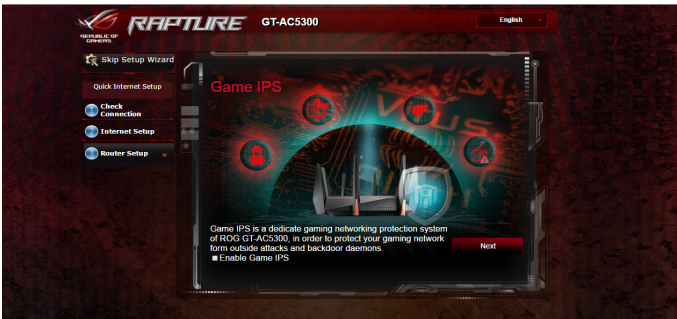 REPUBLIC OF
GAMERS
RAPTURE
GT-AC5300
English
Skip Setup Wizard
Quick Internet Setup
Check
Connection
Internet Setup
Router Setup
Game IPS
Game IPS is a dedicate gaming networking protection system
of ROG GT-AC5300, in order to protect your gaming network
form outside attacks and backdoor daemons.
Enable Game IPS
Next